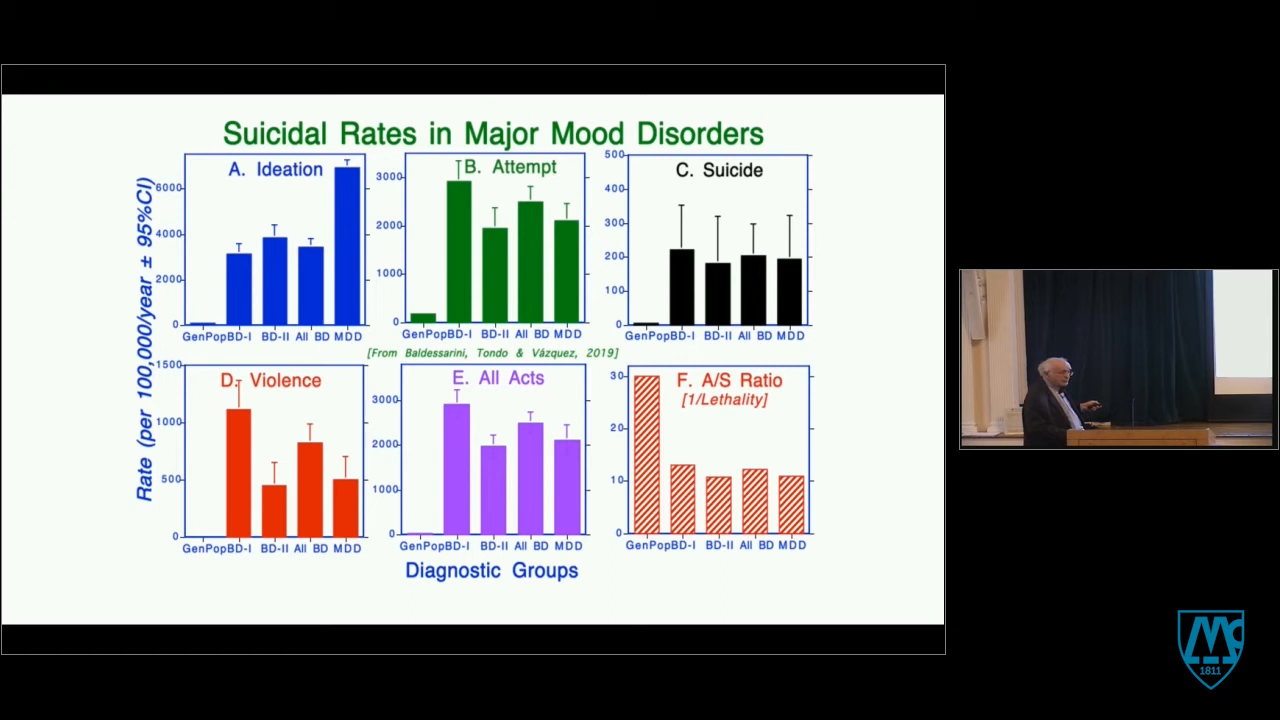 Suicidal Rates in Major Mood Disorders
Rate (per 100,000/year ± 95%CI)
A. Ideation
6000
4000
2000
0
GenPop BD-I BD-II All BD MDD
B. Attempt
3000
2000
1000
0
GenPop BD-I BD-II All BD MDD
C. Suicide
500
400
300
200
100
0
GenPop BD-I BD-II All BD MDD
[From Baldessarini, Tondo & Vázquez, 2019]
D. Violence
1500
1000
500
0
GenPop BD-I BD-II All BD MDD
E. All Acts
3000
2000
1000
0
GenPop BD-I BD-II All BD MDD
F. A/S Ratio
[1/Lethality]
30
20
10
0
GenPop BD-I BD-II All BD MDD
Diagnostic Groups
1811